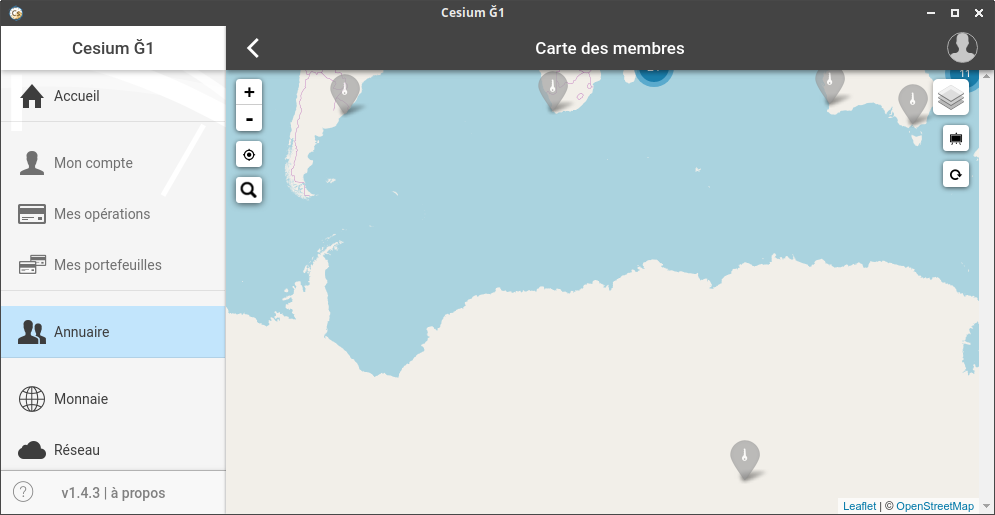 Cesium Ğ1
Cesium Ğ1
Carte des membres
Accueil
Mon compte
Mes opérations
Mes portefeuilles
Annuaire
Monnaie
Réseau
? v1.4.3 | à propos
+
-
11
Leaflet | © OpenStreetMap